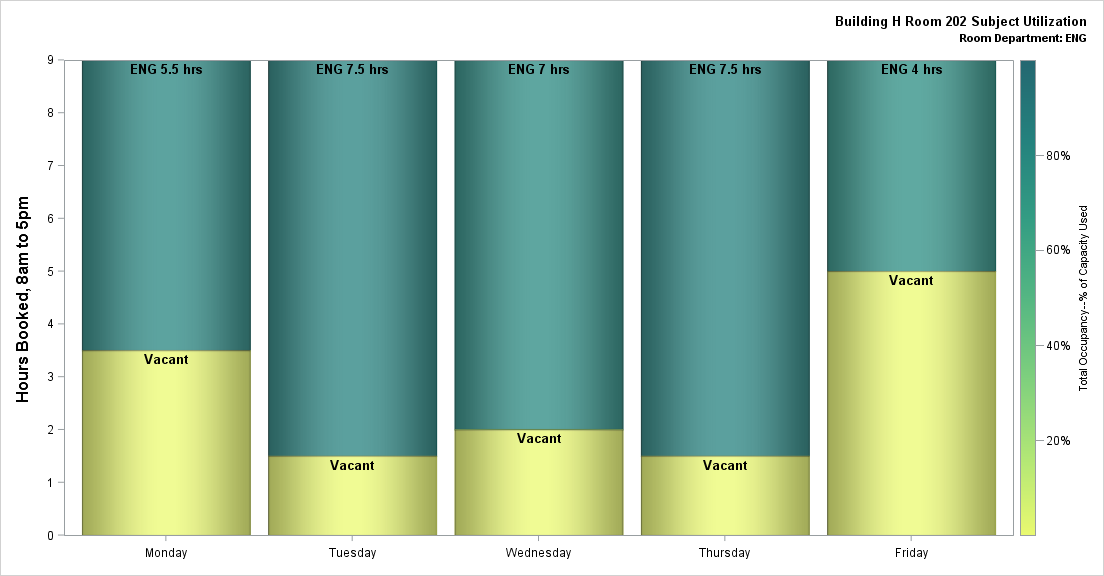 Building H Room 202 Subject Utilization
Room Department: ENG
Hours Booked, 8am to 5pm
9
8
7
6
5
4
3
2
1
0
ENG 5.5 hrs
ENG 7.5 hrs
ENG 7 hrs
ENG 7.5 hrs
ENG 4 hrs
Vacant
Vacant
Vacant
Vacant
Vacant
Monday
Tuesday
Wednesday
Thursday
Friday
80%
60%
40%
20%
Total Occupancy--% of Capacity Used